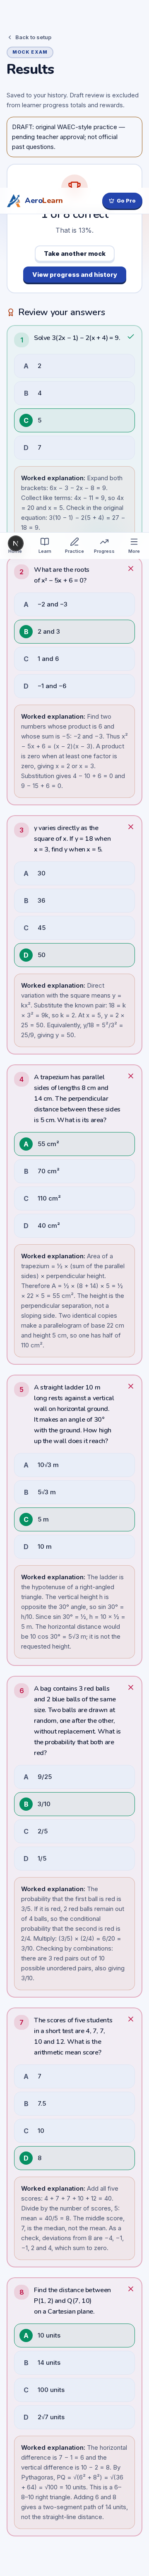 Back to setup
MOCK EXAM
Results
Saved to your history. Draft review is excluded
from learner progress totals and rewards.
DRAFT: original WAEC-style practice —
pending teacher approval; not official
past questions.
AeroLearn
Go Pro
1 of 8 correct
That is 13%.
Take another mock
View progress and history
Review your answers
1
Solve 3(2x − 1) − 2(x + 4) = 9.
A 2
B 4
C 5
D 7
Worked explanation: Expand both
brackets: 6x − 3 − 2x − 8 = 9.
Collect like terms: 4x − 11 = 9, so 4x
= 20 and x = 5. Check in the original
equation: 3(10 − 1) − 2(5 + 4) = 27 −
18 = 9.
N
Learn
Practice
Progress
More
2
What are the roots
of x² − 5x + 6 = 0?
A −2 and −3
B 2 and 3
C 1 and 6
D −1 and −6
Worked explanation: Find two
numbers whose product is 6 and
whose sum is −5: −2 and −3. Thus x²
− 5x + 6 = (x − 2)(x − 3). A product
is zero when at least one factor is
zero, giving x = 2 or x = 3.
Substitution gives 4 − 10 + 6 = 0 and
9 − 15 + 6 = 0.
3
y varies directly as the
square of x. If y = 18 when
x = 3, find y when x = 5.
A 30
B 36
C 45
D 50
Worked explanation: Direct
variation with the square means y =
kx². Substitute the known pair: 18 = k
× 3² = 9k, so k = 2. At x = 5, y = 2 ×
25 = 50. Equivalently, y/18 = 5²/3² =
25/9, giving y = 50.
4
A trapezium has parallel
sides of lengths 8 cm and
14 cm. The perpendicular
distance between these sides
is 5 cm. What is its area?
A 55 cm²
B 70 cm²
C 110 cm²
D 40 cm²
Worked explanation: Area of a
trapezium = ½ × (sum of the parallel
sides) × perpendicular height.
Therefore A = ½ × (8 + 14) × 5 = ½
× 22 × 5 = 55 cm². The height is the
perpendicular separation, not a
sloping side. Two identical copies
make a parallelogram of base 22 cm
and height 5 cm, so one has half of
110 cm².
5
A straight ladder 10 m
long rests against a vertical
wall on horizontal ground.
It makes an angle of 30°
with the ground. How high
up the wall does it reach?
A 10√3 m
B 5√3 m
C 5 m
D 10 m
Worked explanation: The ladder is
the hypotenuse of a right-angled
triangle. The vertical height h is
opposite the 30° angle, so sin 30° =
h/10. Since sin 30° = ½, h = 10 × ½ =
5 m. The horizontal distance would
be 10 cos 30° = 5√3 m; it is not the
requested height.
6
A bag contains 3 red balls
and 2 blue balls of the same
size. Two balls are drawn at
random, one after the other,
without replacement. What is
the probability that both are
red?
A 9/25
B 3/10
C 2/5
D 1/5
Worked explanation: The
probability that the first ball is red is
3/5. If it is red, 2 red balls remain out
of 4 balls, so the conditional
probability that the second is red is
2/4. Multiply: (3/5) × (2/4) = 6/20 =
3/10. Checking by combinations:
there are 3 red pairs out of 10
possible unordered pairs, also giving
3/10.
7
The scores of five students
in a short test are 4, 7, 7,
10 and 12. What is the
arithmetic mean score?
A 7
B 7.5
C 10
D 8
Worked explanation: Add all five
scores: 4 + 7 + 7 + 10 + 12 = 40.
Divide by the number of scores, 5:
mean = 40/5 = 8. The middle score,
7, is the median, not the mean. As a
check, deviations from 8 are −4, −1,
−1, 2 and 4, which sum to zero.
8
Find the distance between
P(1, 2) and Q(7, 10)
on a Cartesian plane.
A 10 units
B 14 units
C 100 units
D 2√7 units
Worked explanation: The horizontal
difference is 7 − 1 = 6 and the
vertical difference is 10 − 2 = 8. By
Pythagoras, PQ = √(6² + 8²) = √(36
+ 64) = √100 = 10 units. This is a 6–
8–10 right triangle. Adding 6 and 8
gives a two-segment path of 14 units,
not the straight-line distance.